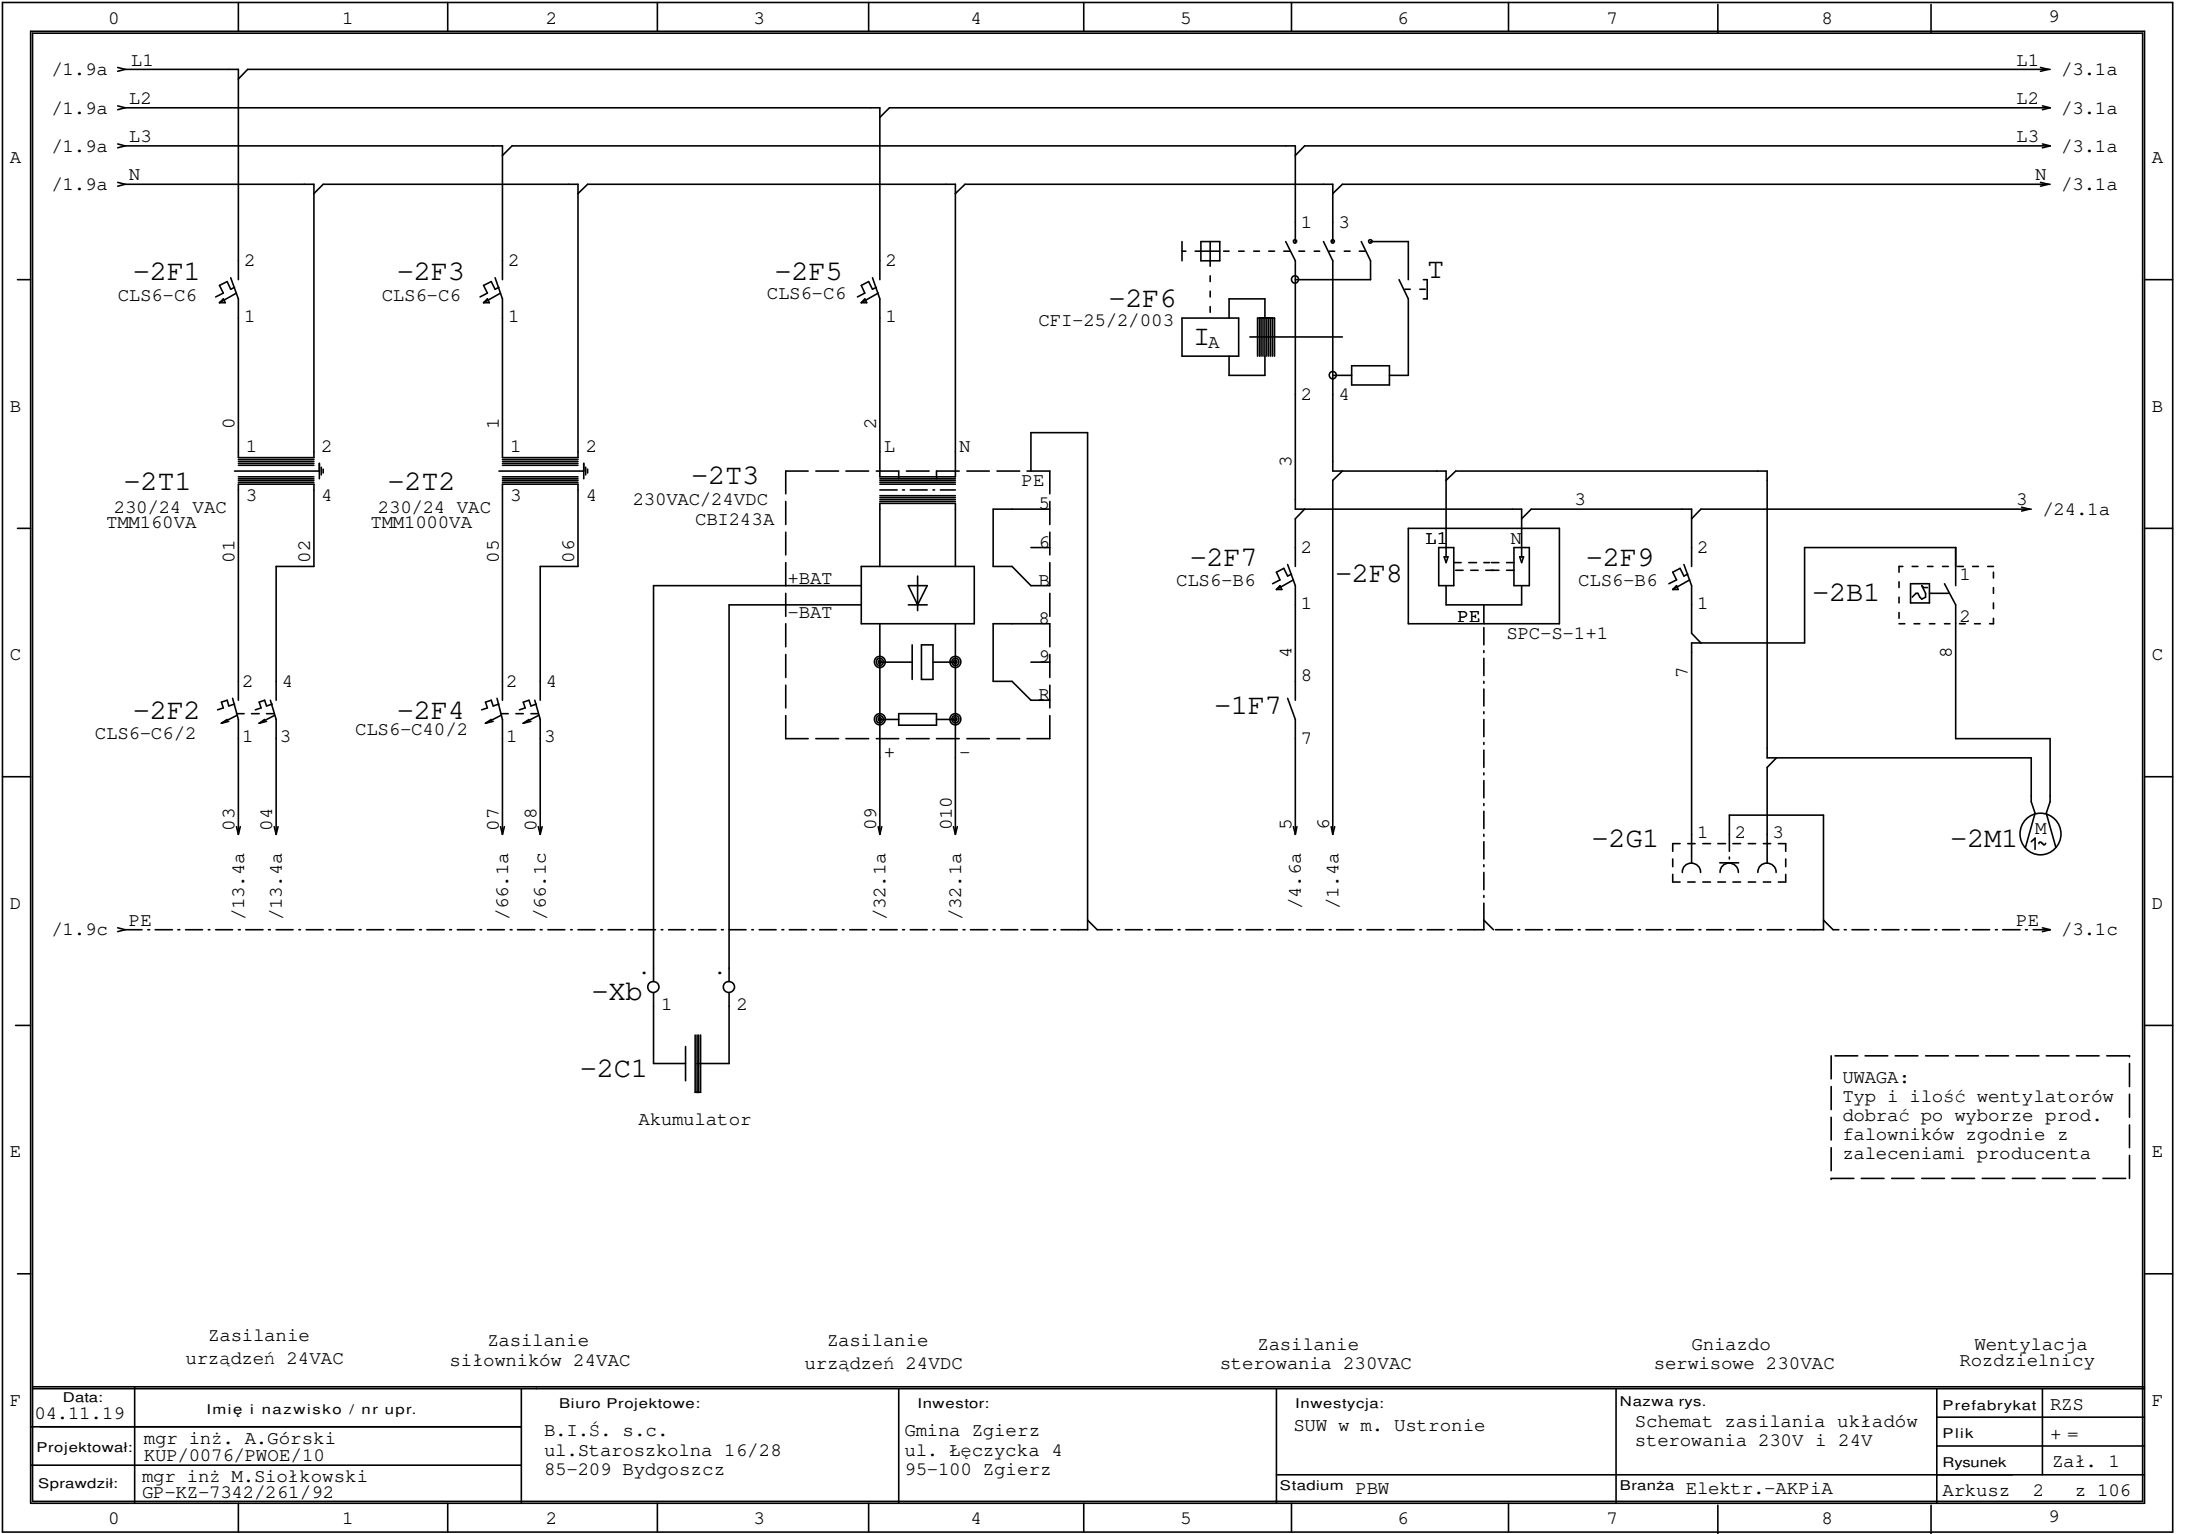 0 1 2 3 4 5 6 7 8 9
/1.9a L1 L1 /3.1a
/1.9a L2 L2 /3.1a
/1.9a L3 L3 /3.1a
A A
/1.9a N N /3.1a
1 3
2 2 2
-2F1 -2F3 -2F5 T
CLS6-C6 CLS6-C6 CLS6-C6
-2F6
1 1 1
CFI-25/2/003
IA
2 4
B B
0 1 2 3
1 2 1 2 L N
-2T1 -2T2 -2T3 PE
3 4 3 4
230/24 VAC 230/24 VAC 230VAC/24VDC
TMM160VA TMM1000VA CBI243A
5
3 3 /24.1a
L1 N
01 02 05 06 6 2 2
-2F7 -2F8 -2F9
CLS6-B6 CLS6-B6
+BAT 8 1
-BAT -2B1
1 1
8 PE 2
SPC-S-1+1
C C
9 4 8
7
2 4 2 4 R 8
-2F2 -2F4 -1F7
CLS6-C6/2 CLS6-C40/2
1 3 1 3 7
+ -
03 04 07 08 09 010 5 6
-2G1 1 2 3 -2M1 M
1~
/13.4a /13.4a /66.1a /66.1c /32.1a /32.1a /4.6a /1.4a
D D
/1.9c PE PE /3.1c
-Xb 1 2
-2C1
Akumulator
UWAGA:
Typ i ilość wentylatorów
dobrać po wyborze prod.
falowników zgodnie z
zaleceniami producenta
E E
Zasilanie
urządzeń 24VAC
Zasilanie
siłowników 24VAC
Zasilanie
urządzeń 24VDC
Zasilanie
sterowania 230VAC
Gniazdo
serwisowe 230VAC
Wentylacja
Rozdzielnicy
F F
Data:
04.11.19
Imię i nazwisko / nr upr.
Projektował:
mgr inż. A.Górski
KUP/0076/PWOE/10
Sprawdził:
mgr inż M.Siołkowski
GP-KZ-7342/261/92
Biuro Projektowe:
B.I.Ś. s.c.
ul.Staroszkolna 16/28
85-209 Bydgoszcz
Inwestor:
Gmina Zgierz
ul. Łęczycka 4
95-100 Zgierz
Inwestycja:
SUW w m. Ustronie
Stadium PBW
Nazwa rys.
Schemat zasilania układów
sterowania 230V i 24V
Branża Elektr.-AKPiA
Prefabrykat RZS
Plik + =
Rysunek Zał. 1
Arkusz 2 z 106
0 1 2 3 4 5 6 7 8 9